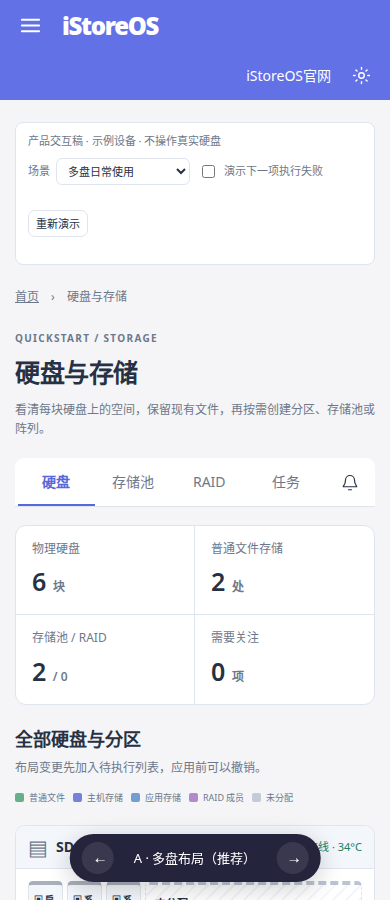 iStoreOS
iStoreOS官网
产品交互稿 · 示例设备 · 不操作真实硬盘
场景 多盘日常使用 演示下一项执行失败
重新演示
首页 › 硬盘与存储
QUICKSTART / STORAGE
硬盘与存储
看清每块硬盘上的空间，保留现有文件，再按需创建分区、存储池或
阵列。
硬盘 存储池 RAID 任务
物理硬盘 普通文件存储
6 块 2 处
存储池 / RAID 需要关注
2 / 0 0 项
全部硬盘与分区
布局变更先加入待执行列表，应用前可以撤销。
普通文件 主机存储 应用存储 RAID 成员 未分配
34°C
← A · 多盘布局（推荐） →